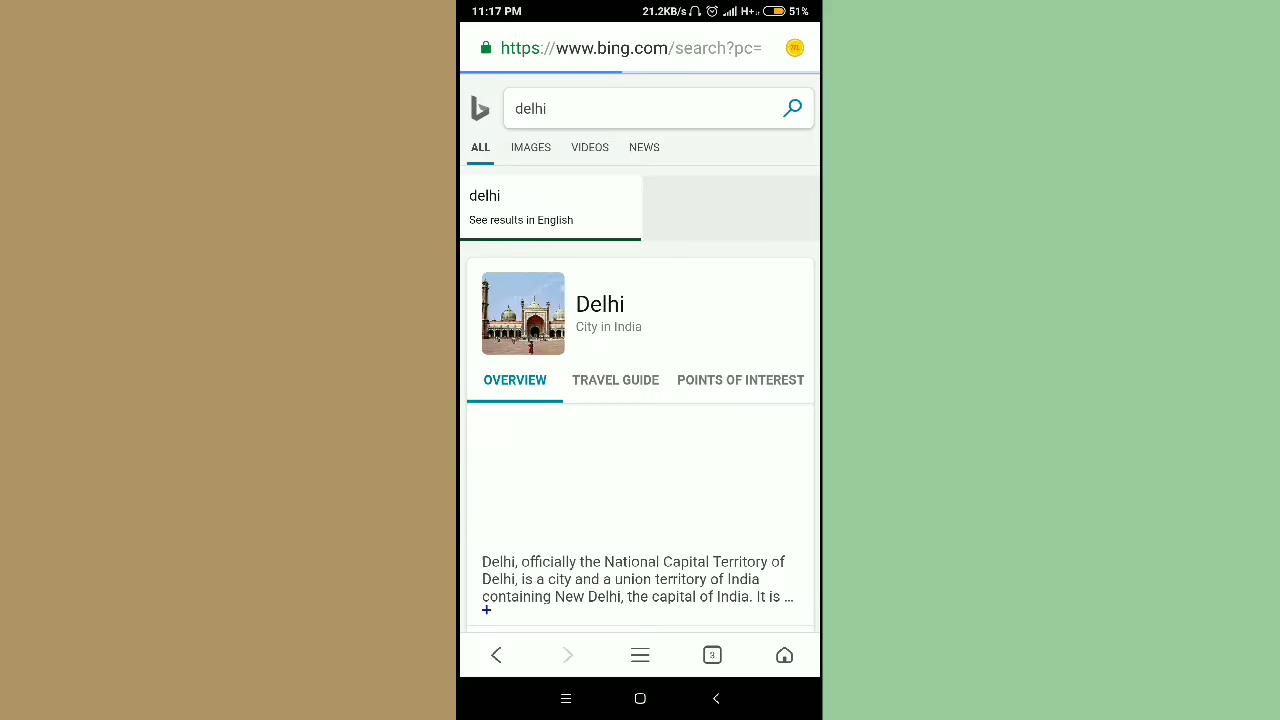 11:17 PM 21.2KB/s H+ 51%
https://www.bing.com/search?pc=
delhi
ALL IMAGES VIDEOS NEWS
delhi
See results in English
Delhi
City in India
OVERVIEW TRAVEL GUIDE POINTS OF INTEREST
Delhi, officially the National Capital Territory of
Delhi, is a city and a union territory of India
containing New Delhi, the capital of India. It is ...
+
3